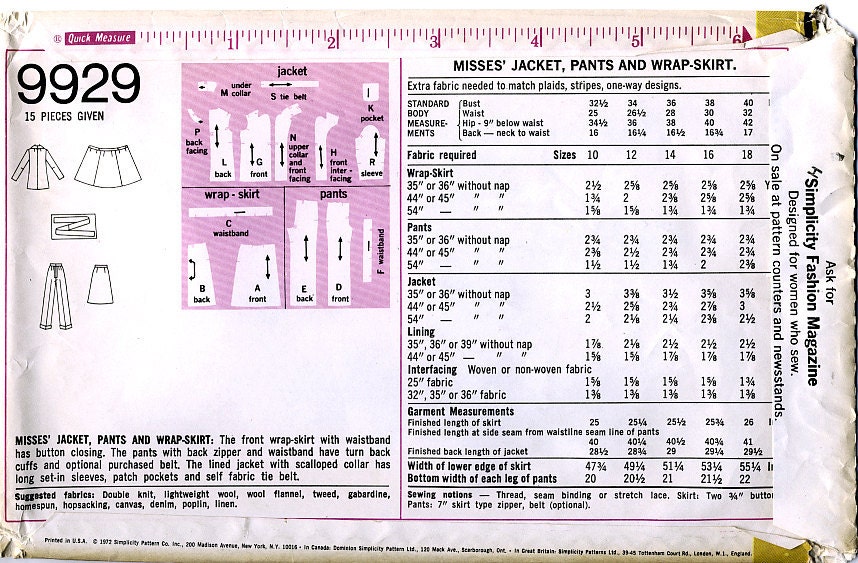 ® Quick Measure
1 2 3 4 5 6
9929
15 PIECES GIVEN
jacket
M under collar
S tie belt
K
pocket
P
back
facing
L
back
G
front
N
upper
collar
and
front
facing
H
front
inter-
facing
R
sleeve
wrap - skirt
pants
C
waistband
B
back
A
front
E
back
D
front
F waistband
MISSES' JACKET, PANTS AND WRAP-SKIRT.
Extra fabric needed to match plaids, stripes, one-way designs.
STANDARD Bust 32½ 34 36 38 40
BODY Waist 25 26½ 28 30 32
MEASURE- Hip - 9" below waist 34½ 36 38 40 42
MENTS Back — neck to waist 16 16¼ 16½ 16¾ 17
Fabric required Sizes 10 12 14 16 18
Wrap-Skirt
35" or 36" without nap 2½ 2⅝ 2⅝ 2⅝ 2⅝ Y
44" or 45" " " 1¾ 2 2⅜ 2⅝ 2⅝
54" — " " 1⅝ 1⅝ 1¾ 1¾ 1¾
Pants
35" or 36" without nap 2¾ 2¾ 2¾ 2¾ 2¾
44" or 45" " " 2⅜ 2½ 2¾ 2¾ 2¾
54" — " " 1½ 1½ 1¾ 2 2⅜
Jacket
35" or 36" without nap 3 3⅜ 3½ 3⅝ 3⅝
44" or 45" " " 2½ 2⅝ 2¾ 2⅞ 3
54" — " " 2 2⅛ 2¼ 2⅜ 2½
Lining
35", 36" or 39" without nap 1⅞ 2⅛ 2½ 2½ 2½
44" or 45" — " " 1⅝ 1⅝ 1⅞ 1⅞ 1⅞
Interfacing Woven or non-woven fabric
25" fabric 1⅝ 1⅝ 1⅝ 1⅝ 1¾
32", 35" or 36" fabric 1⅜ 1⅜ 1⅜ 1⅜ 1⅜
Garment Measurements
Finished length of skirt 25 25¼ 25½ 25¾ 26
Finished length at side seam from waistline seam line of pants
40 40¼ 40½ 40¾ 41
Finished back length of jacket 28½ 28¾ 29 29¼ 29½
Width of lower edge of skirt 47¾ 49¼ 51¼ 53¼ 55¼ I
Bottom width of each leg of pants 20 20½ 21 21½ 22
Sewing notions — Thread, seam binding or stretch lace. Skirt: Two ¾" button
Pants: 7" skirt type zipper, belt (optional).
Ask for
Simplicity Fashion Magazine
Designed for women who sew.
On sale at pattern counters and newsstands.
MISSES' JACKET, PANTS AND WRAP-SKIRT: The front wrap-skirt with waistband
has button closing. The pants with back zipper and waistband have turn back
cuffs and optional purchased belt. The lined jacket with scalloped collar has
long set-in sleeves, patch pockets and self fabric tie belt.
Suggested fabrics: Double knit, lightweight wool, wool flannel, tweed, gabardine,
homespun, hopsacking, canvas, denim, poplin, linen.
Printed in U.S.A. © 1972 Simplicity Pattern Co. Inc., 200 Madison Avenue, New York, N.Y. 10016 - In Canada: Dominion Simplicity Pattern Ltd., 120 Mack Ave., Scarborough, Ont. - In Great Britain: Simplicity Patterns Ltd., 39-45 Tottenham Court Rd., London, W.1., England.